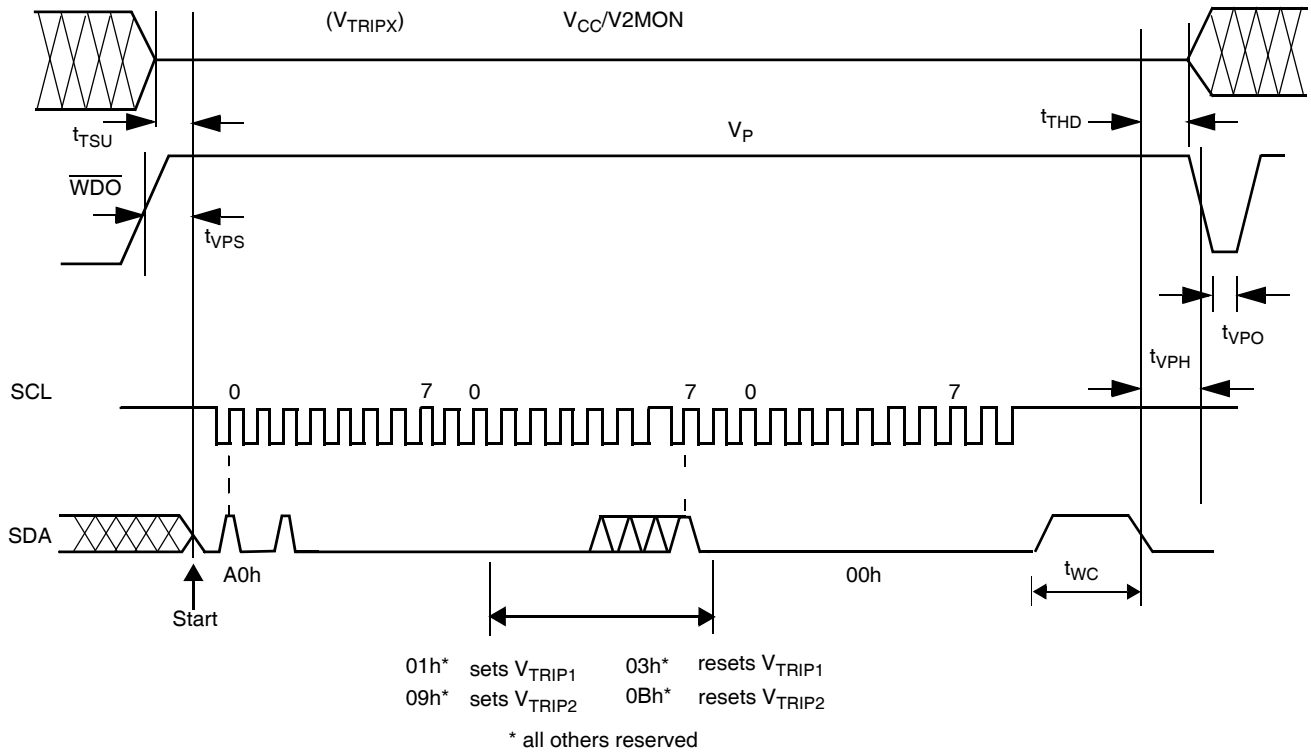 (VTRIPX) VCC/V2MON
tTSU
tTHD
VP
WDO
tVPS
tVPO
tVPH
SCL 0 7 0 7 0 7
SDA
A0h
00h
tWC
Start
01h* sets VTRIP1 03h* resets VTRIP1
09h* sets VTRIP2 0Bh* resets VTRIP2
* all others reserved